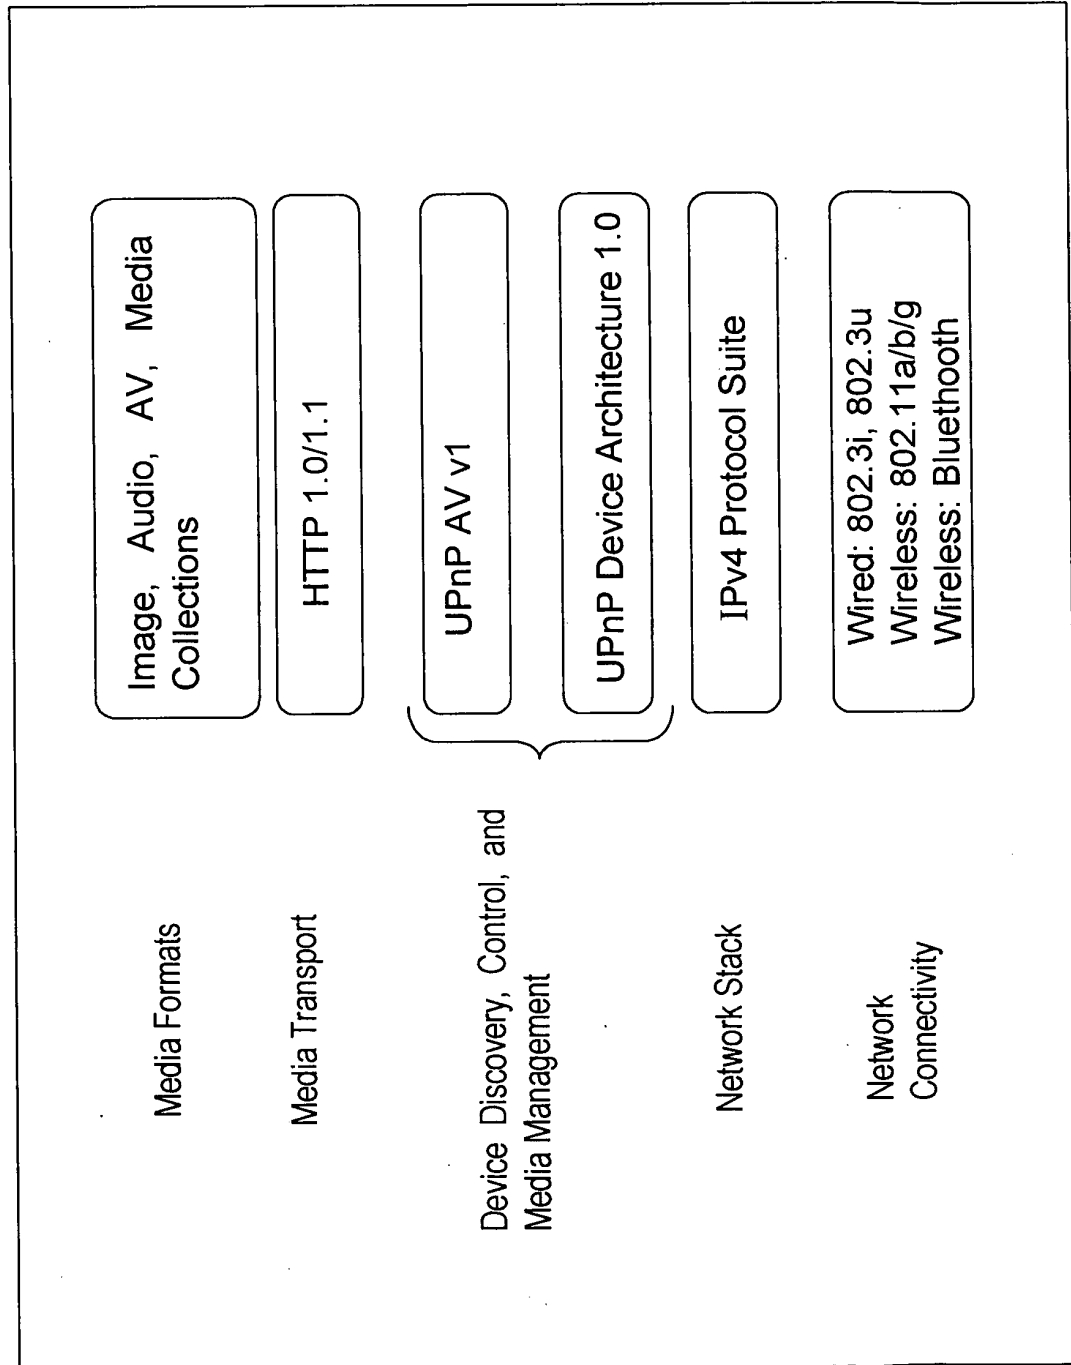 Media Formats
Image, Audio, AV, Media
Collections
Media Transport
HTTP 1.0/1.1
Device Discovery, Control, and
Media Management
UPnP AV v1
UPnP Device Architecture 1.0
Network Stack
IPv4 Protocol Suite
Network
Connectivity
Wired: 802.3i, 802.3u
Wireless: 802.11a/b/g
Wireless: Bluethooth